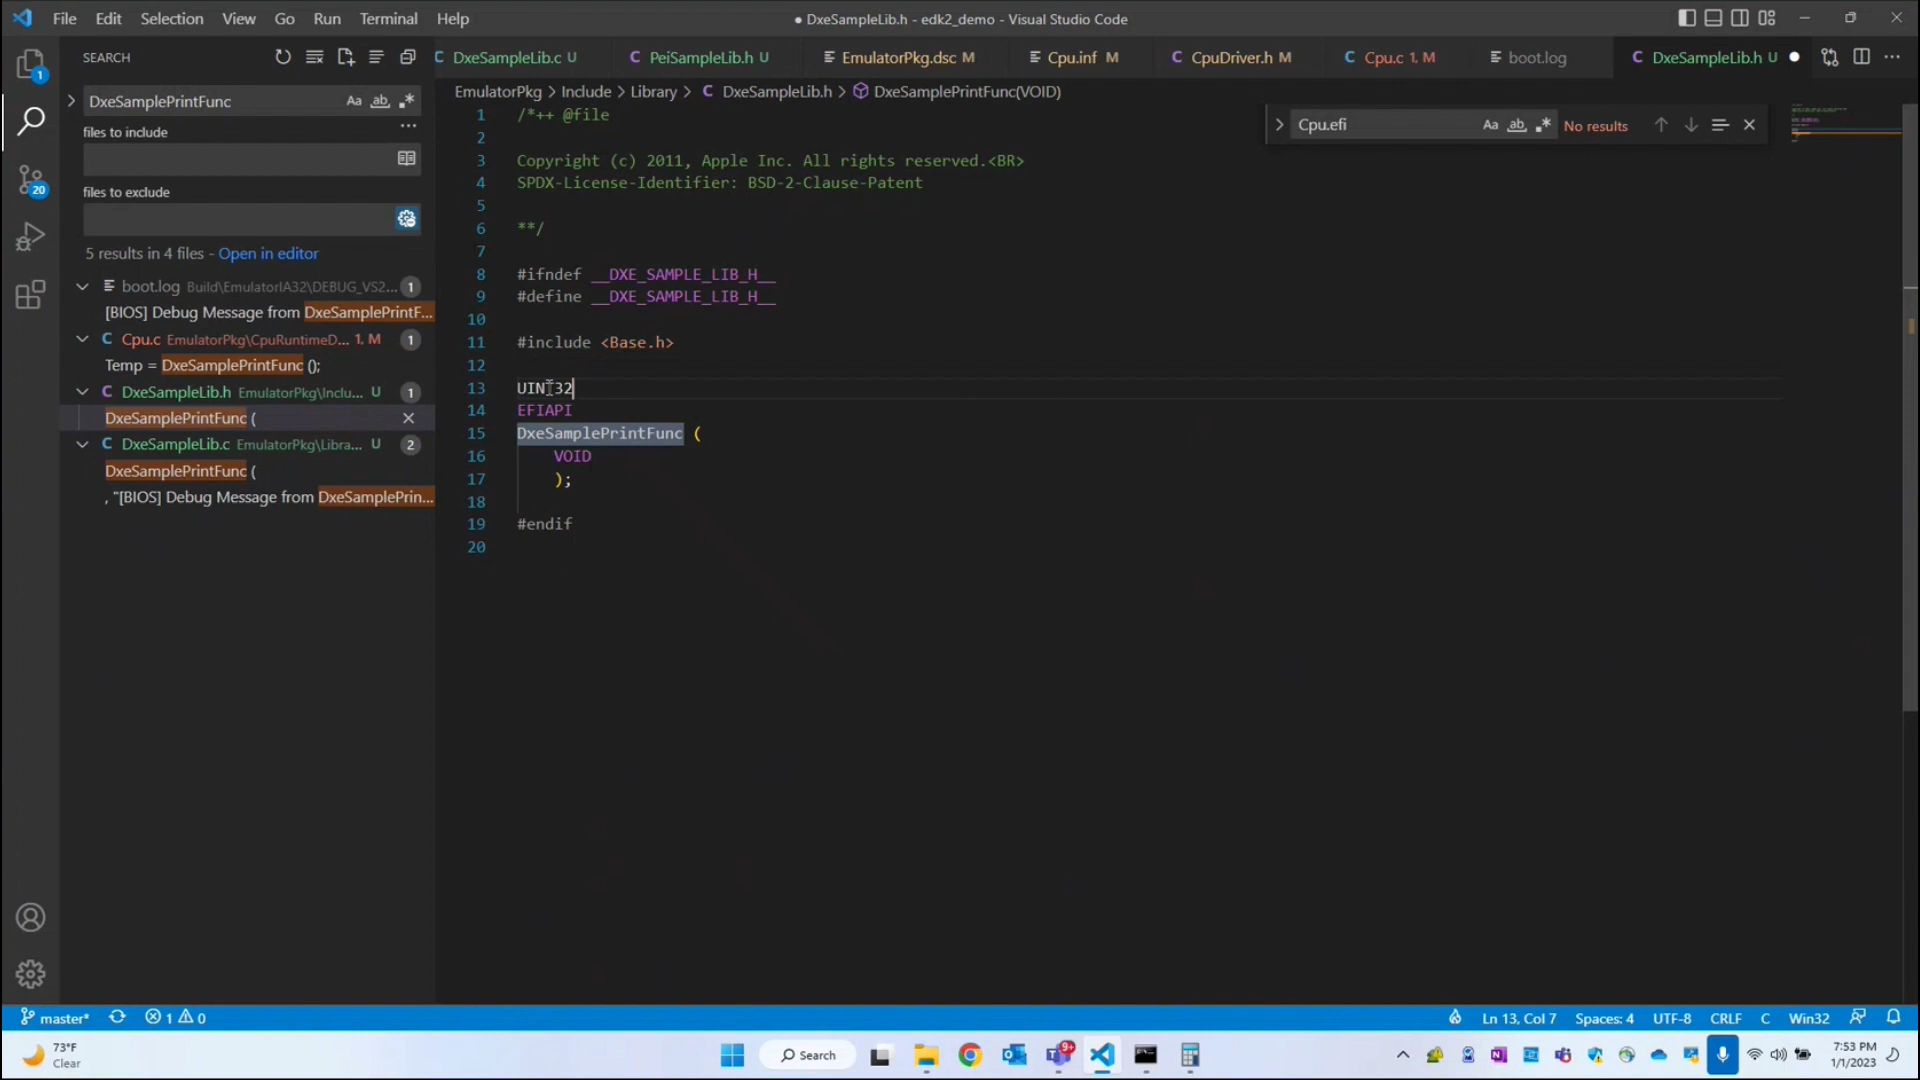 File Edit Selection View Go Run Terminal Help
● DxeSampleLib.h - edk2_demo - Visual Studio Code
SEARCH
DxeSampleLib.c U
PeiSampleLib.h U
EmulatorPkg.dsc M
Cpu.inf M
CpuDriver.h M
Cpu.c 1, M
boot.log
DxeSampleLib.h U
DxeSamplePrintFunc
Aa ab
files to include
files to exclude
5 results in 4 files - Open in editor
boot.log Build\EmulatorIA32\DEBUG_VS2... 1
[BIOS] Debug Message from DxeSamplePrintF...
Cpu.c EmulatorPkg\CpuRuntimeD... 1, M 1
Temp = DxeSamplePrintFunc ();
DxeSampleLib.h EmulatorPkg\Inclu... U 1
DxeSamplePrintFunc (
DxeSampleLib.c EmulatorPkg\Libra... U 2
DxeSamplePrintFunc (
, "[BIOS] Debug Message from DxeSamplePrin...
EmulatorPkg > Include > Library > C DxeSampleLib.h > DxeSamplePrintFunc(VOID)
Cpu.efi Aa ab No results
1 /*++ @file
2
3 Copyright (c) 2011, Apple Inc. All rights reserved.<BR>
4 SPDX-License-Identifier: BSD-2-Clause-Patent
5
6 **/
7
8 #ifndef __DXE_SAMPLE_LIB_H__
9 #define __DXE_SAMPLE_LIB_H__
10
11 #include <Base.h>
12
13 UINT32
14 EFIAPI
15 DxeSamplePrintFunc (
16 VOID
17 );
18
19 #endif
20
1
20
master* 1 0
Ln 13, Col 7 Spaces: 4 UTF-8 CRLF C Win32
73°F
Clear
Search
9+
7:53 PM
1/1/2023